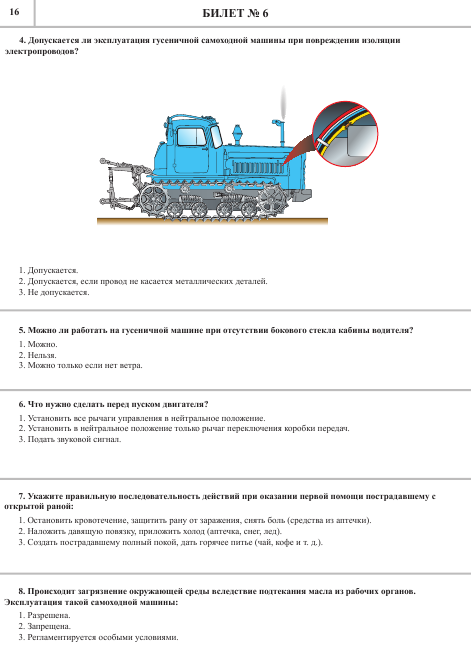 16
БИЛЕТ № 6
4. Допускается ли эксплуатация гусеничной самоходной машины при повреждении изоляции
электропроводов?
1. Допускается.
2. Допускается, если провод не касается металлических деталей.
3. Не допускается.
5. Можно ли работать на гусеничной машине при отсутствии бокового стекла кабины водителя?
1. Можно.
2. Нельзя.
3. Можно только если нет ветра.
6. Что нужно сделать перед пуском двигателя?
1. Установить все рычаги управления в нейтральное положение.
2. Установить в нейтральное положение только рычаг переключения коробки передач.
3. Подать звуковой сигнал.
7. Укажите правильную последовательность действий при оказании первой помощи пострадавшему с
открытой раной:
1. Остановить кровотечение, защитить рану от заражения, снять боль (средства из аптечки).
2. Наложить давящую повязку, приложить холод (аптечка, снег, лед).
3. Создать пострадавшему полный покой, дать горячее питье (чай, кофе и т. д.).
8. Происходит загрязнение окружающей среды вследствие подтекания масла из рабочих органов.
Эксплуатация такой самоходной машины:
1. Разрешена.
2. Запрещена.
3. Регламентируется особыми условиями.